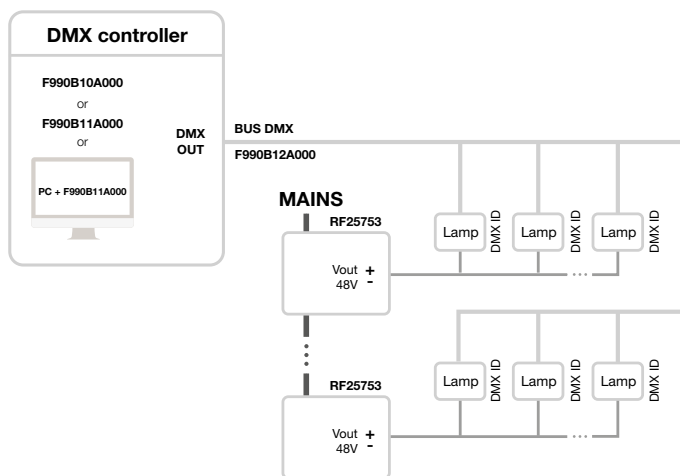 DMX controller
F990B10A000
or
F990B11A000
or
PC + F990B11A000
DMX
OUT
BUS DMX
F990B12A000
MAINS
RF25753
Vout +
48V -
Lamp
DMX ID
Lamp
DMX ID
Lamp
DMX ID
RF25753
Vout +
48V -
Lamp
DMX ID
Lamp
DMX ID
Lamp
DMX ID